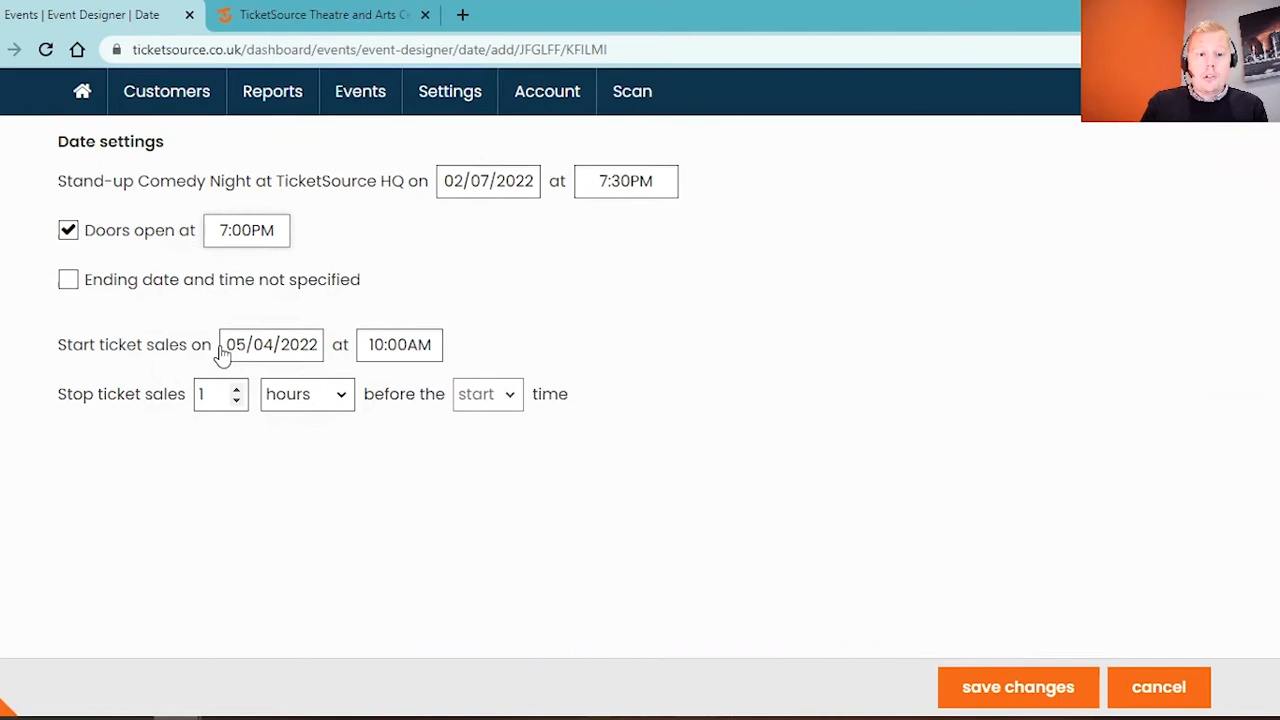 Events | Event Designer | Date
TicketSource Theatre and Arts C
ticketsource.co.uk/dashboard/events/event-designer/date/add/JFGLFF/KFILMI
Customers Reports Events Settings Account Scan
Date settings
Stand-up Comedy Night at TicketSource HQ on 02/07/2022 at 7:30PM
Doors open at 7:00PM
Ending date and time not specified
Start ticket sales on 05/04/2022 at 10:00AM
Stop ticket sales 1 hours before the start time
save changes cancel